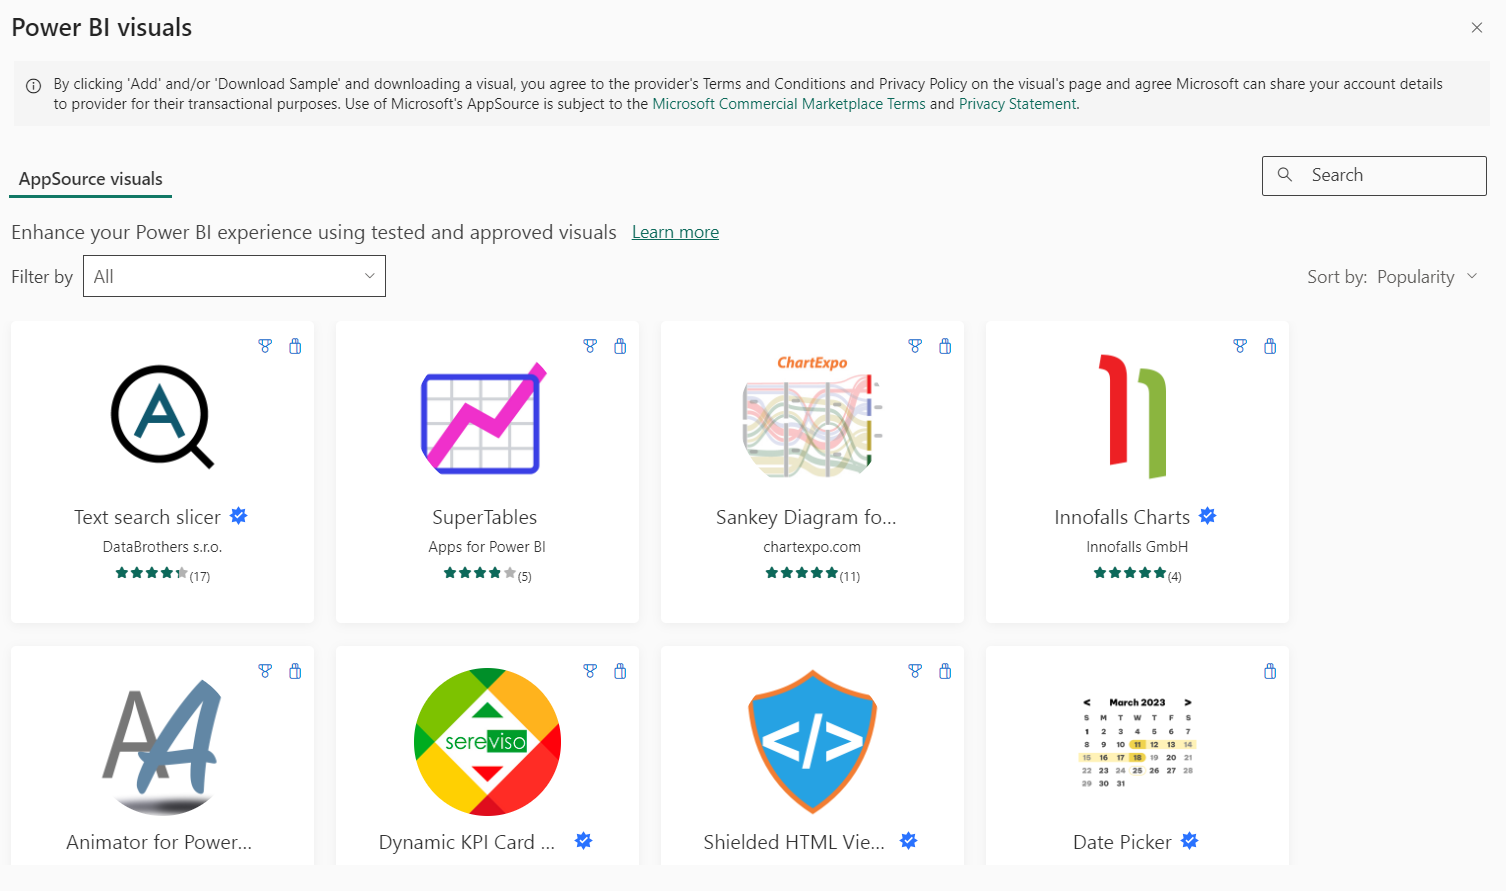 Power BI visuals
By clicking 'Add' and/or 'Download Sample' and downloading a visual, you agree to the provider's Terms and Conditions and Privacy Policy on the visual's page and agree Microsoft can share your account details
to provider for their transactional purposes. Use of Microsoft's AppSource is subject to the Microsoft Commercial Marketplace Terms and Privacy Statement.
AppSource visuals
Search
Enhance your Power BI experience using tested and approved visuals Learn more
Filter by All
Sort by: Popularity
A
ChartExpo
Text search slicer
DataBrothers s.r.o.
(17)
SuperTables
Apps for Power BI
(5)
Sankey Diagram fo...
chartexpo.com
(11)
Innofalls Charts
Innofalls GmbH
(4)
AA
Animator for Power...
sereviso
Dynamic KPI Card ...
</>
Shielded HTML Vie...
< March 2023 >
S M T W T F S
1 2 3 4 5 6 7
8 9 10 11 12 13 14
15 16 17 18 19 20 21
22 23 24 25 26 27 28
29 30 31
Date Picker